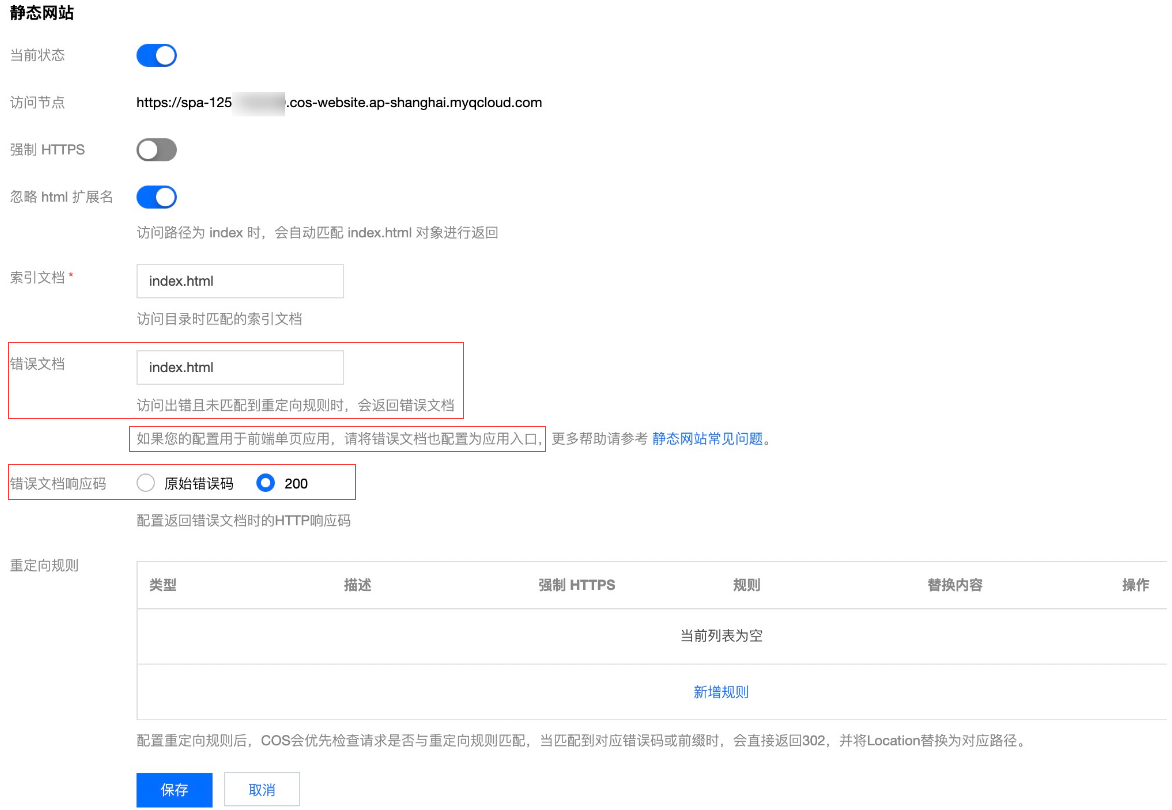 静态网站
当前状态
访问节点 https://spa-125 .cos-website.ap-shanghai.myqcloud.com
强制 HTTPS
忽略 html 扩展名
访问路径为 index 时，会自动匹配 index.html 对象进行返回
索引文档 * index.html
访问目录时匹配的索引文档
错误文档 index.html
访问出错且未匹配到重定向规则时，会返回错误文档
如果您的配置用于前端单页应用，请将错误文档也配置为应用入口，更多帮助请参考 静态网站常见问题。
错误文档响应码 原始错误码 200
配置返回错误文档时的HTTP响应码
重定向规则
类型 描述 强制 HTTPS 规则 替换内容 操作
当前列表为空
新增规则
配置重定向规则后，COS会优先检查请求是否与重定向规则匹配，当匹配到对应错误码或前缀时，会直接返回302，并将Location替换为对应路径。
保存 取消